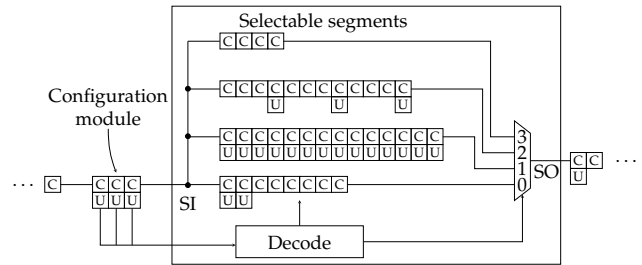 Selectable segments
C C C C
C C C C C C C C C C C C
U U U
Configuration
module
C C C C C C C C C C C C C C
U U U U U U U U U U U U U U
3
2
1
0
SO
C C
U
···
··· C
C C C
U U U
SI
C C C C C C C C
U U
Decode